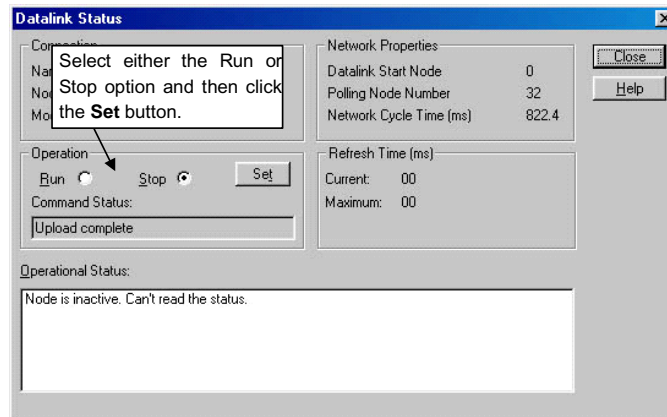 Datalink Status
Connection
Select either the Run or
Stop option and then click
the Set button.
Network Properties
Datalink Start Node 0
Polling Node Number 32
Network Cycle Time (ms) 822.4
Close
Help
Operation
Run Stop Set
Command Status:
Upload complete
Refresh Time (ms)
Current: 00
Maximum: 00
Operational Status:
Node is inactive. Can't read the status.